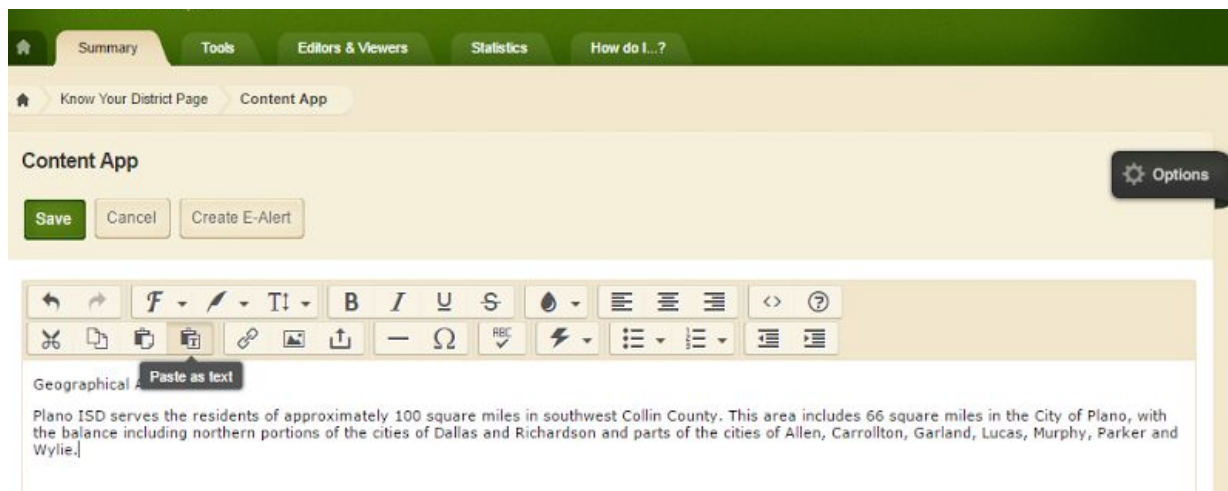 Summary Tools Editors & Viewers Statistics How do I...?
Know Your District Page Content App
Content App
Options
Save Cancel Create E-Alert
F T B I U S
Ω ABC
Paste as text
Geographical
Plano ISD serves the residents of approximately 100 square miles in southwest Collin County. This area includes 66 square miles in the City of Plano, with
the balance including northern portions of the cities of Dallas and Richardson and parts of the cities of Allen, Carrollton, Garland, Lucas, Murphy, Parker and
Wylie.